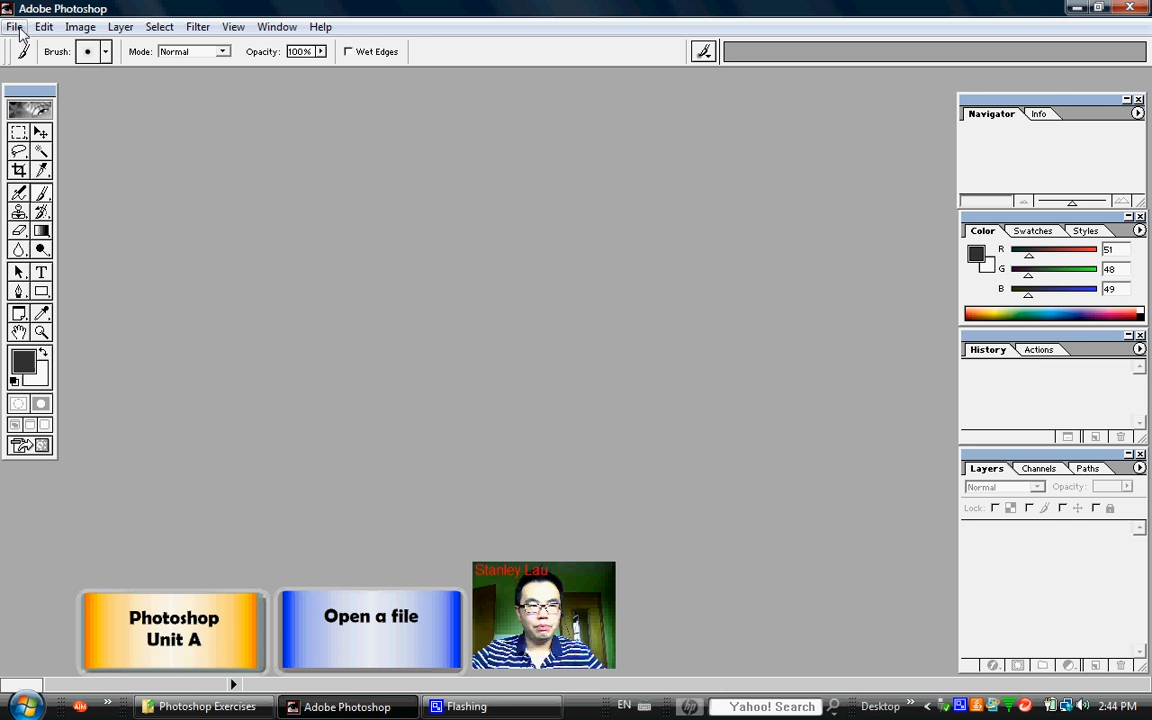 Adobe Photoshop
File Edit Image Layer Select Filter View Window Help
Brush: Mode: Normal Opacity: 100% Wet Edges
Navigator Info
Color Swatches Styles
R 51
G 48
B 49
History Actions
Layers Channels Paths
Normal Opacity:
Lock:
T
Stanley Lau
Photoshop
Unit A
Open a file
AIM » Photoshop Exercises Adobe Photoshop Flashing EN hp Yahoo! Search Desktop » 2:44 PM